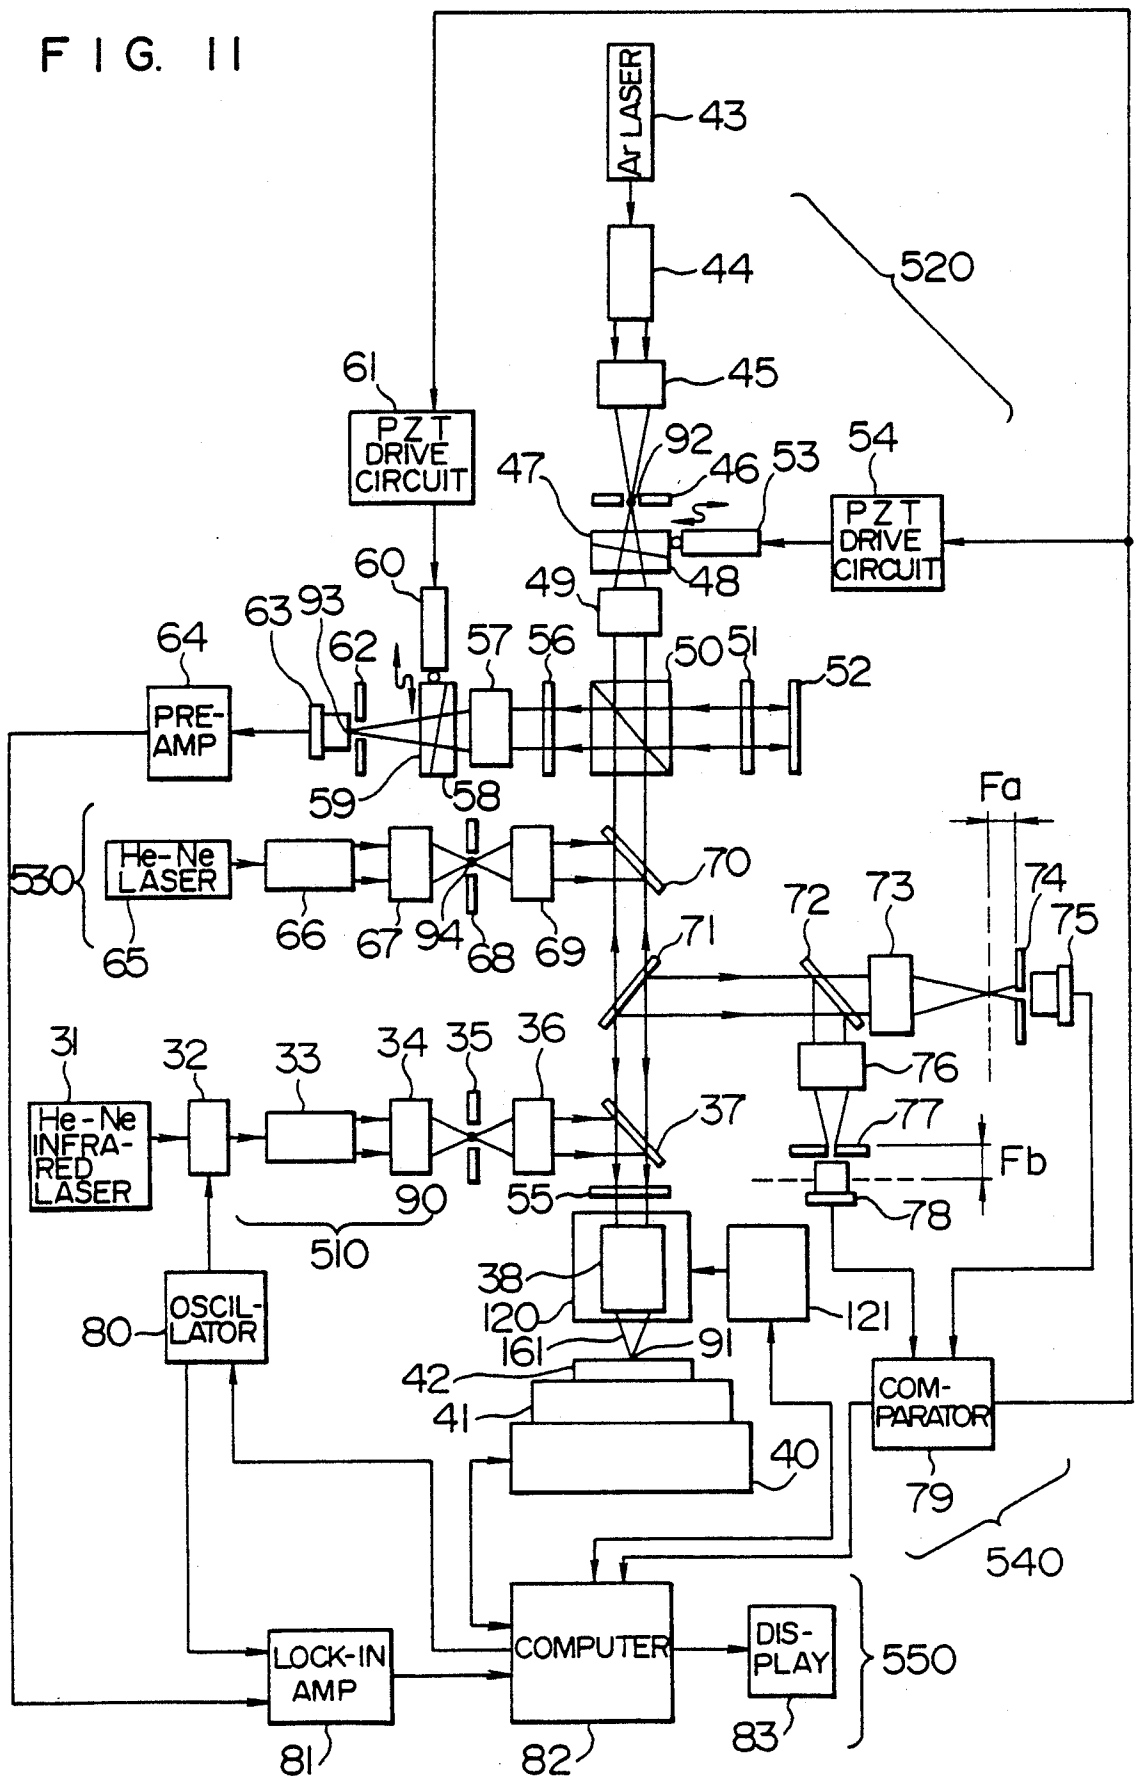 FIG. 11
Ar LASER
43
44
520
45
61
PZT
DRIVE
CIRCUIT
92
46
53
54
47
PZT
DRIVE
CIRCUIT
48
60
49
93
63
62
57
56
50
51
52
64
PRE-
AMP
59
58
Fa
530
He-Ne
LASER
65
66
67
94
68
69
70
71
72
73
74
75
31
32
33
34
35
36
37
76
77
Fb
78
He-Ne
INFRA-
RED
LASER
90
55
510
38
120
121
161
91
80
OSCIL-
LATOR
42
41
40
COM-
PARATOR
79
540
COMPUTER
DIS-
PLAY
550
LOCK-IN
AMP
81
82
83